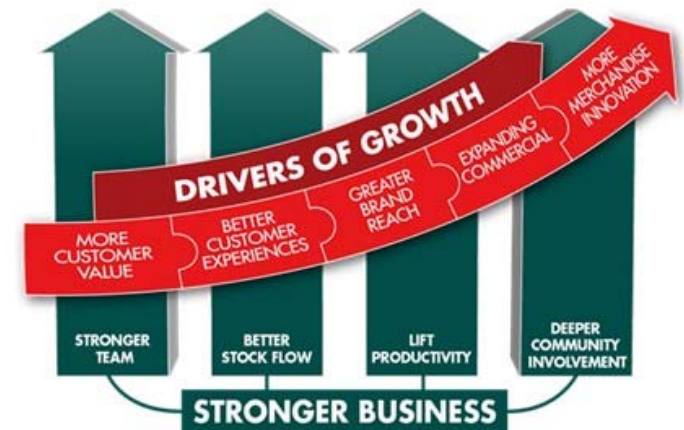 DRIVERS OF GROWTH
MORE
CUSTOMER
VALUE
BETTER
CUSTOMER
EXPERIENCES
GREATER
BRAND
REACH
EXPANDING
COMMERCIAL
MORE
MERCHANDISE
INNOVATION
STRONGER
TEAM
BETTER
STOCK FLOW
LIFT
PRODUCTIVITY
DEEPER
COMMUNITY
INVOLVEMENT
STRONGER BUSINESS